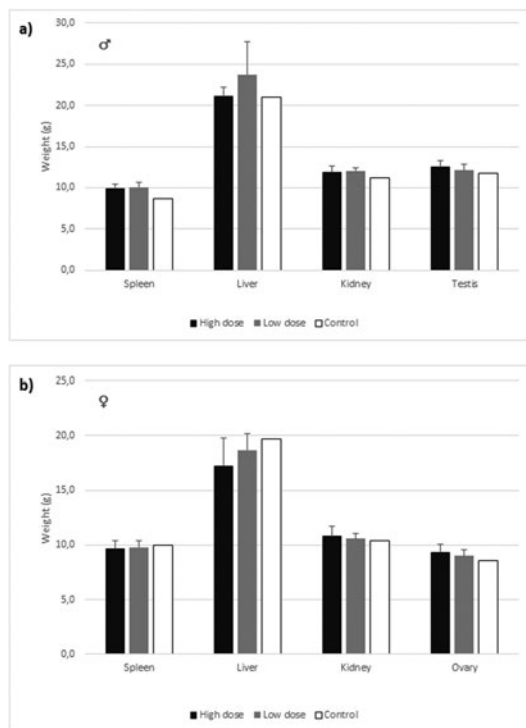 a)
♂
30,0
25,0
20,0
15,0
10,0
5,0
0,0
Weight (g)
Spleen Liver Kidney Testis
High dose Low dose Control
b)
♀
25,0
20,0
15,0
10,0
5,0
0,0
Weight (g)
Spleen Liver Kidney Ovary
High dose Low dose Control